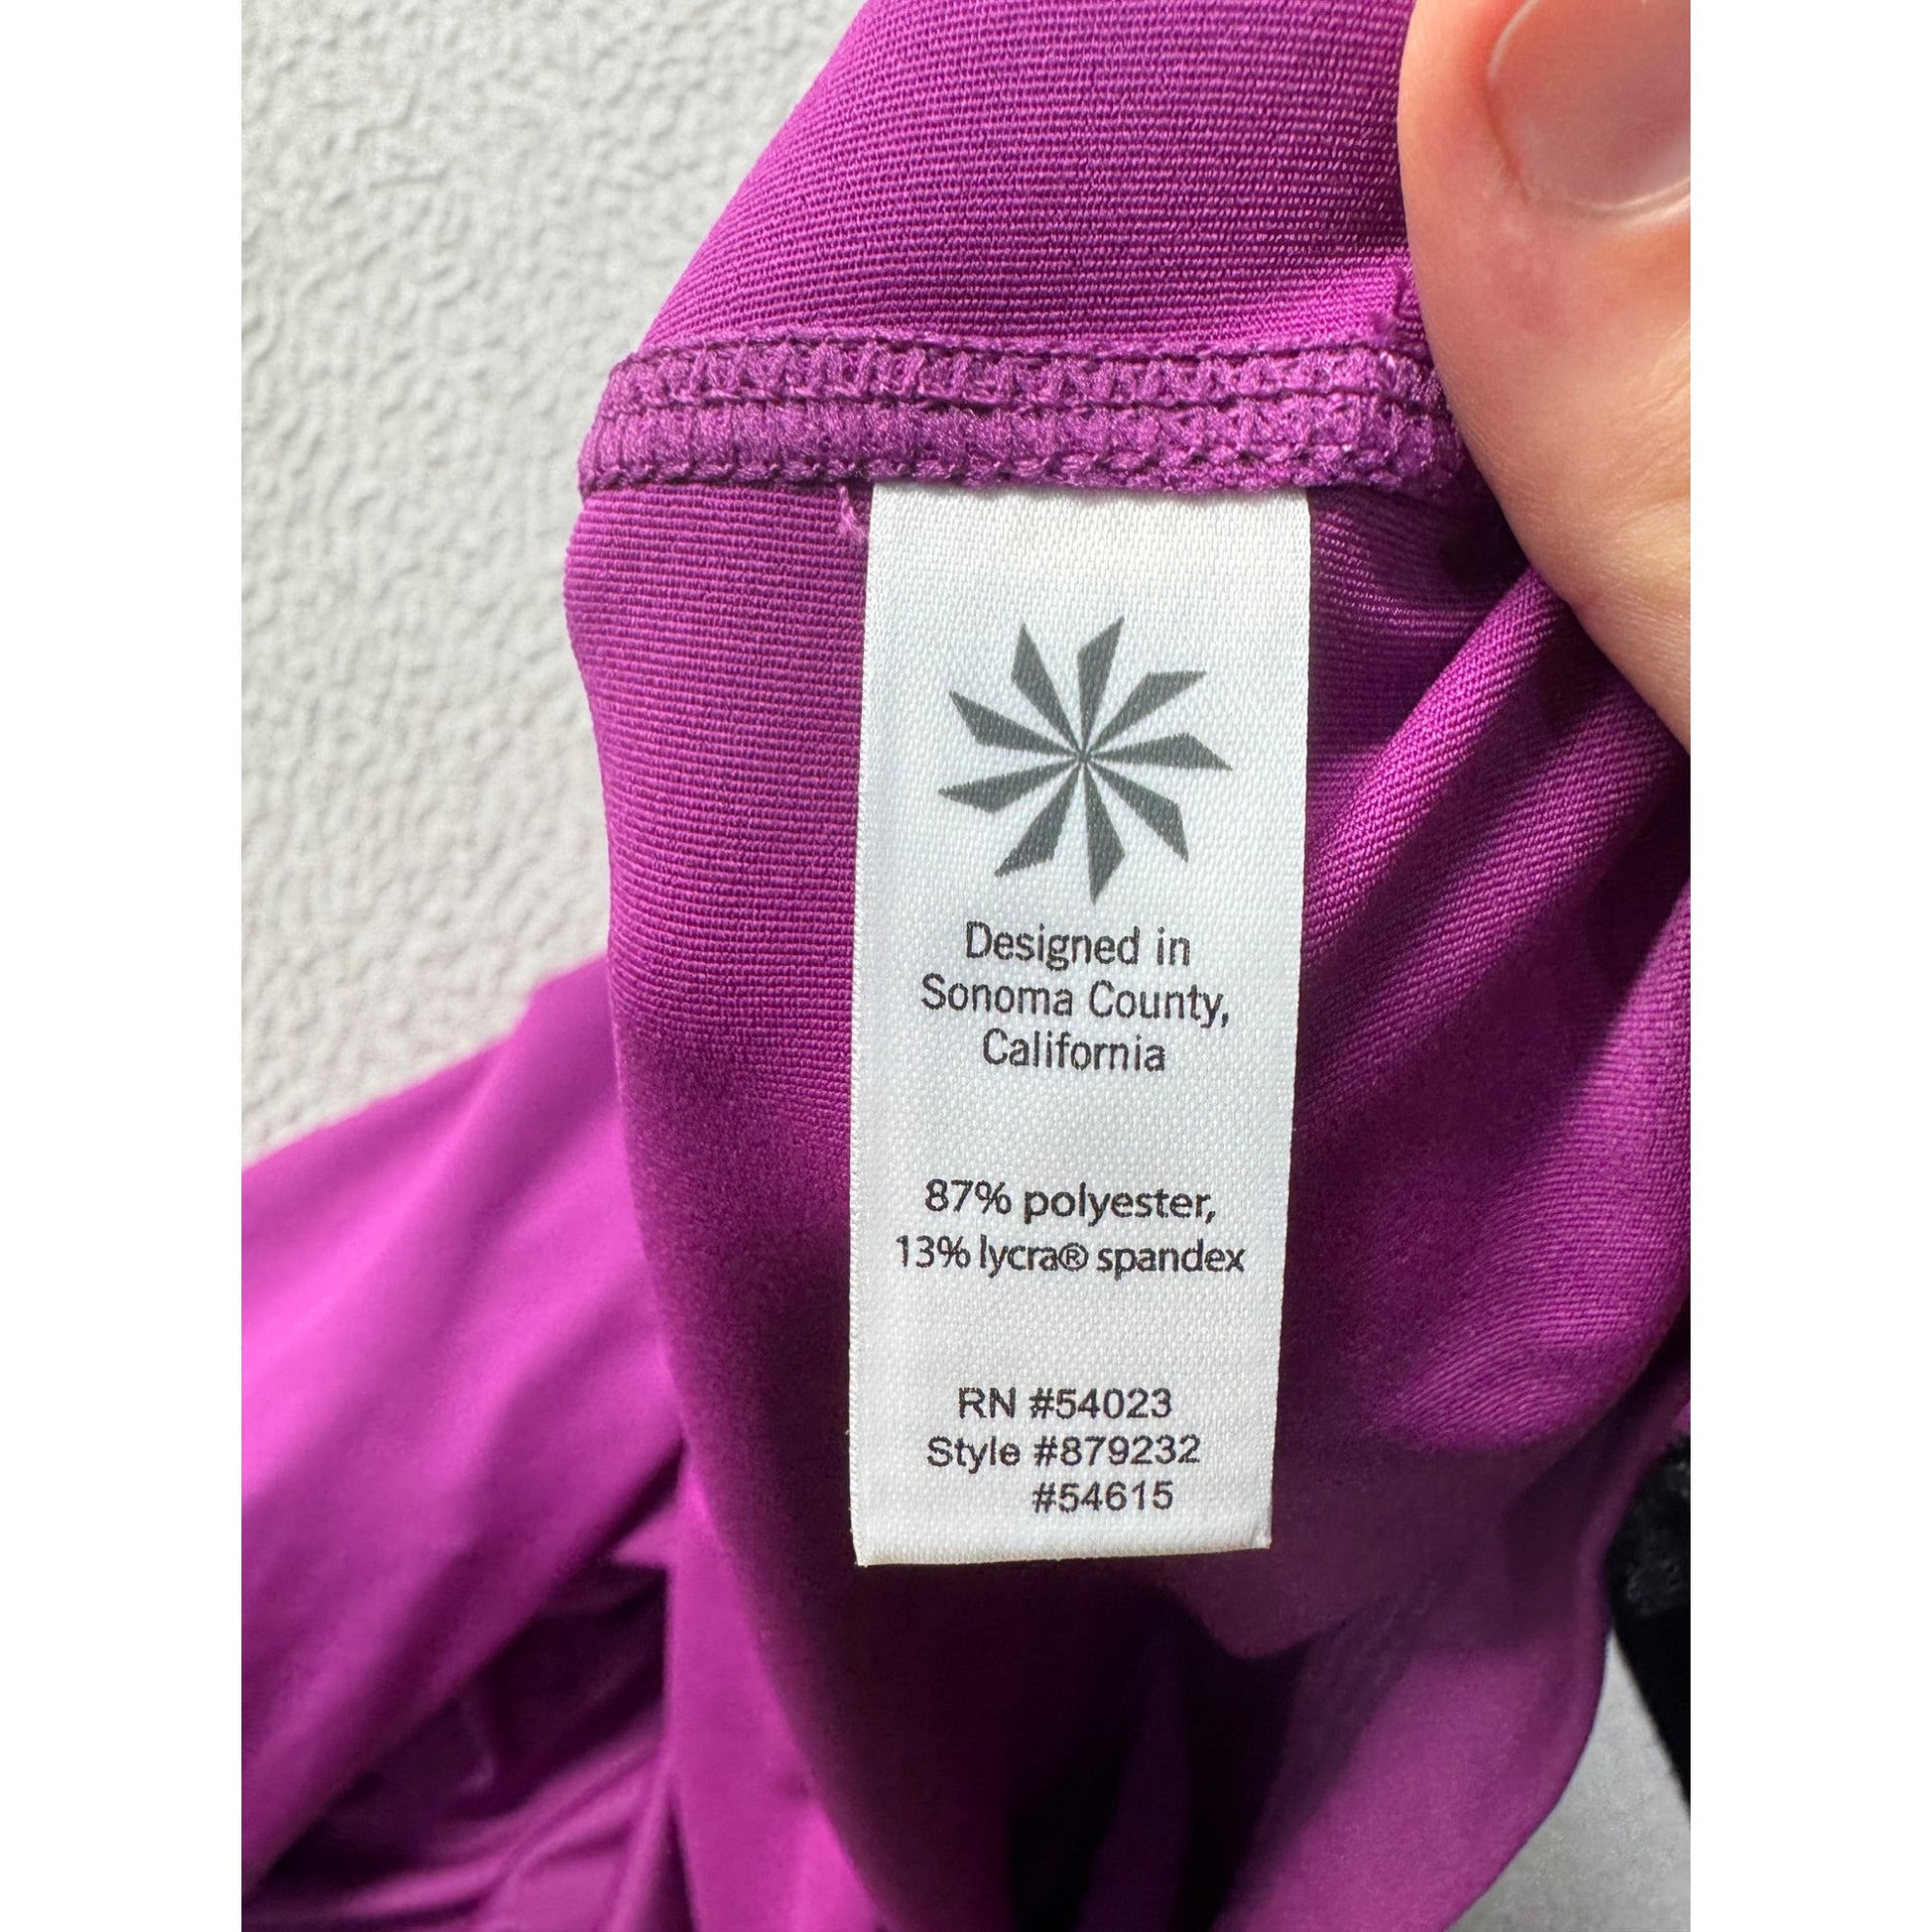 Designed in
Sonoma County,
California
87% polyester,
13% lycra® spandex
RN #54023
Style #879232
#54615